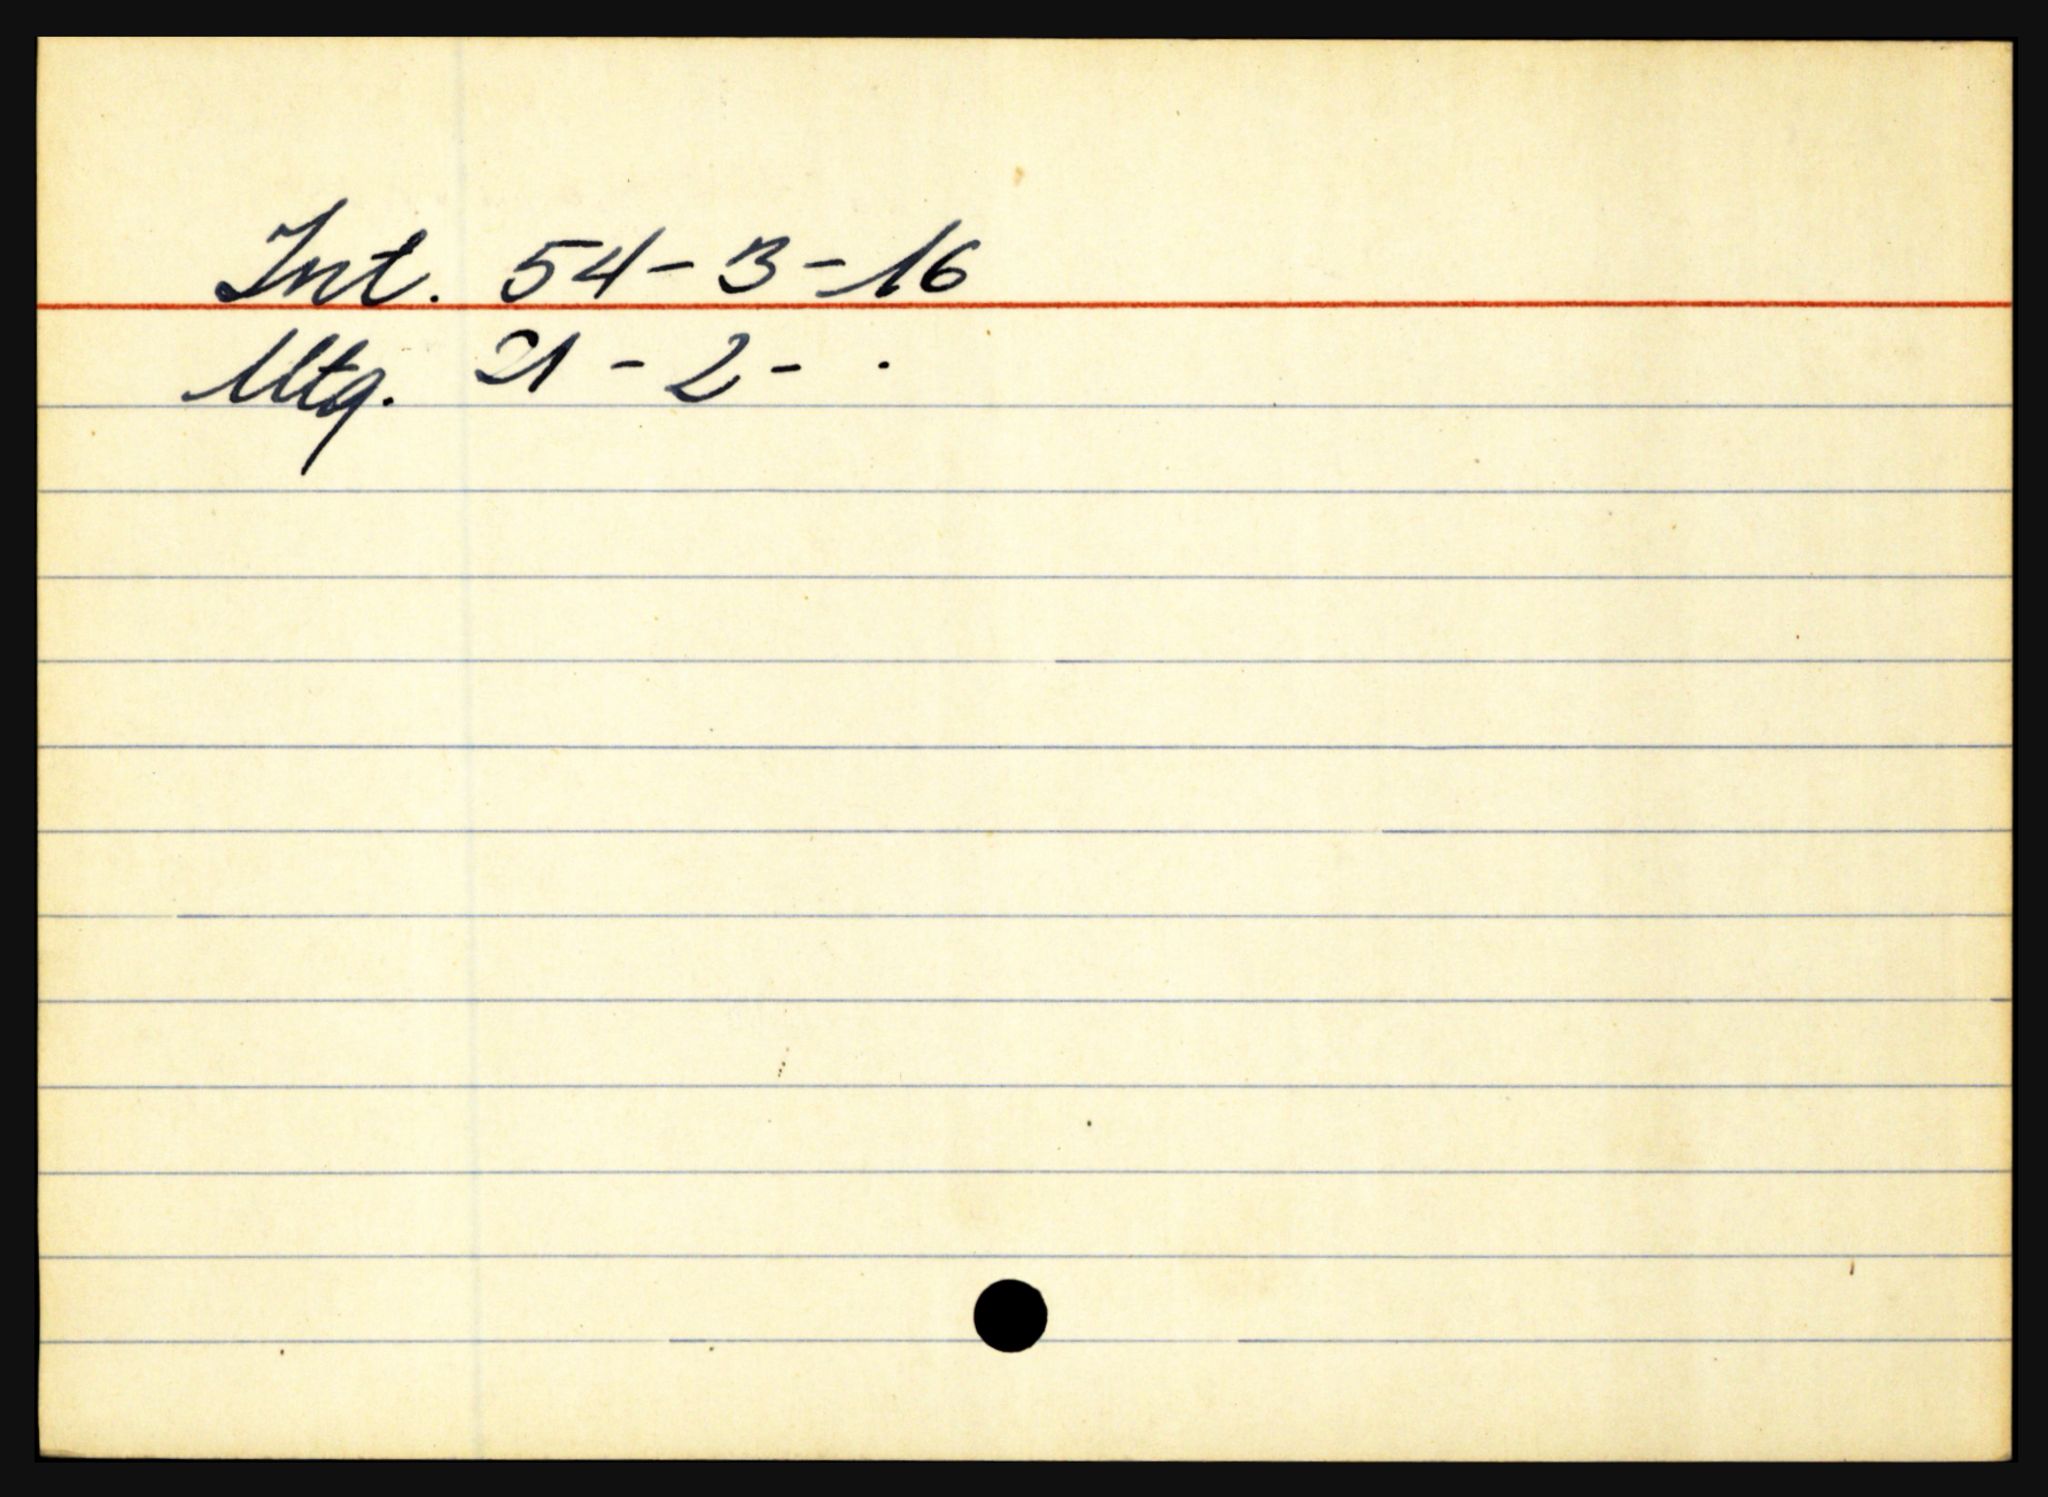 Int. 54-3-16
Utg. 21-2- .